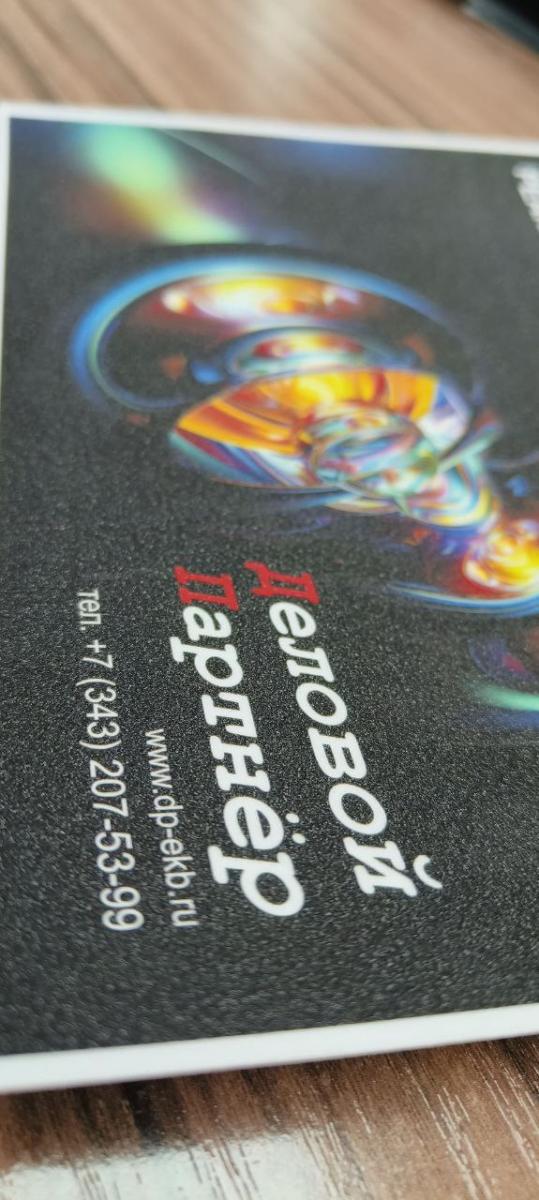 Деловой
Партнёр
www.dp-ekb.ru
тел. +7 (343) 207-53-99